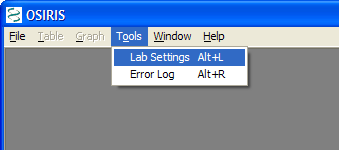 OSIRIS
File Table Graph Tools Window Help
Lab Settings Alt+L
Error Log Alt+R